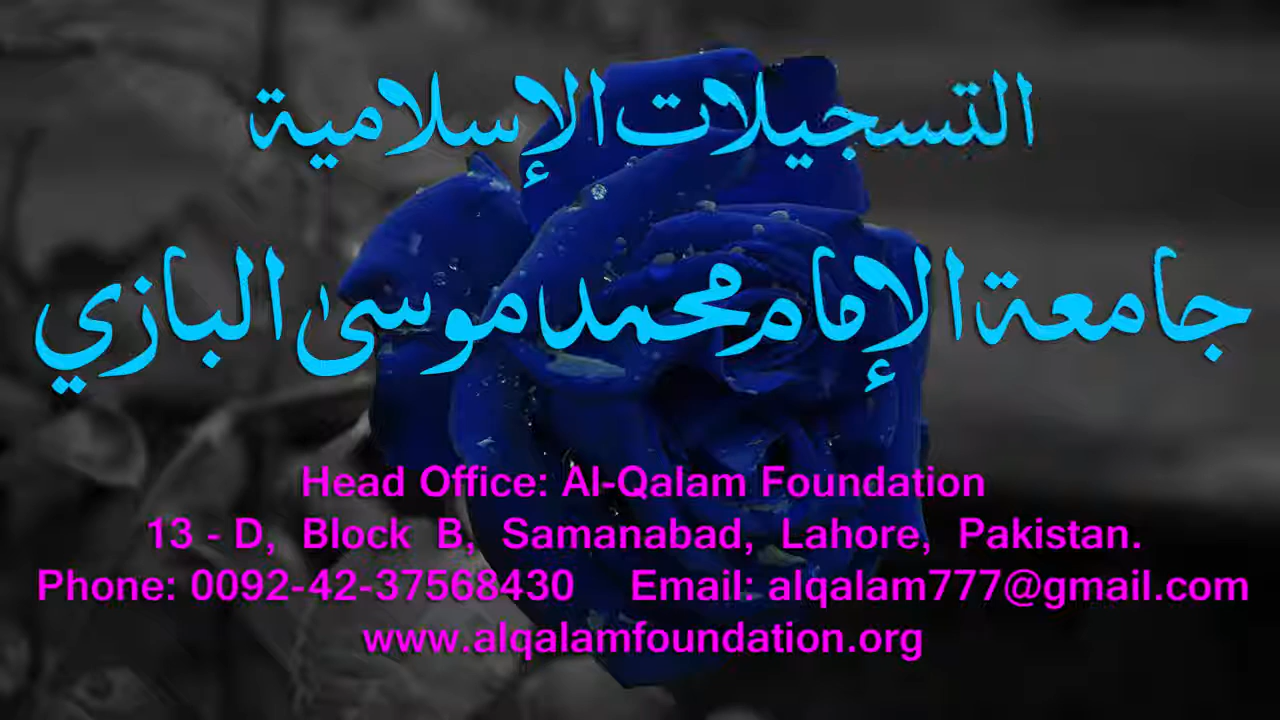 التسجيلات الإسلامية
جامعة الإمام محمد موسىٰ البازي
Head Office: Al-Qalam Foundation
13 - D, Block B, Samanabad, Lahore, Pakistan.
Phone: 0092-42-37568430 Email: alqalam777@gmail.com
www.alqalamfoundation.org